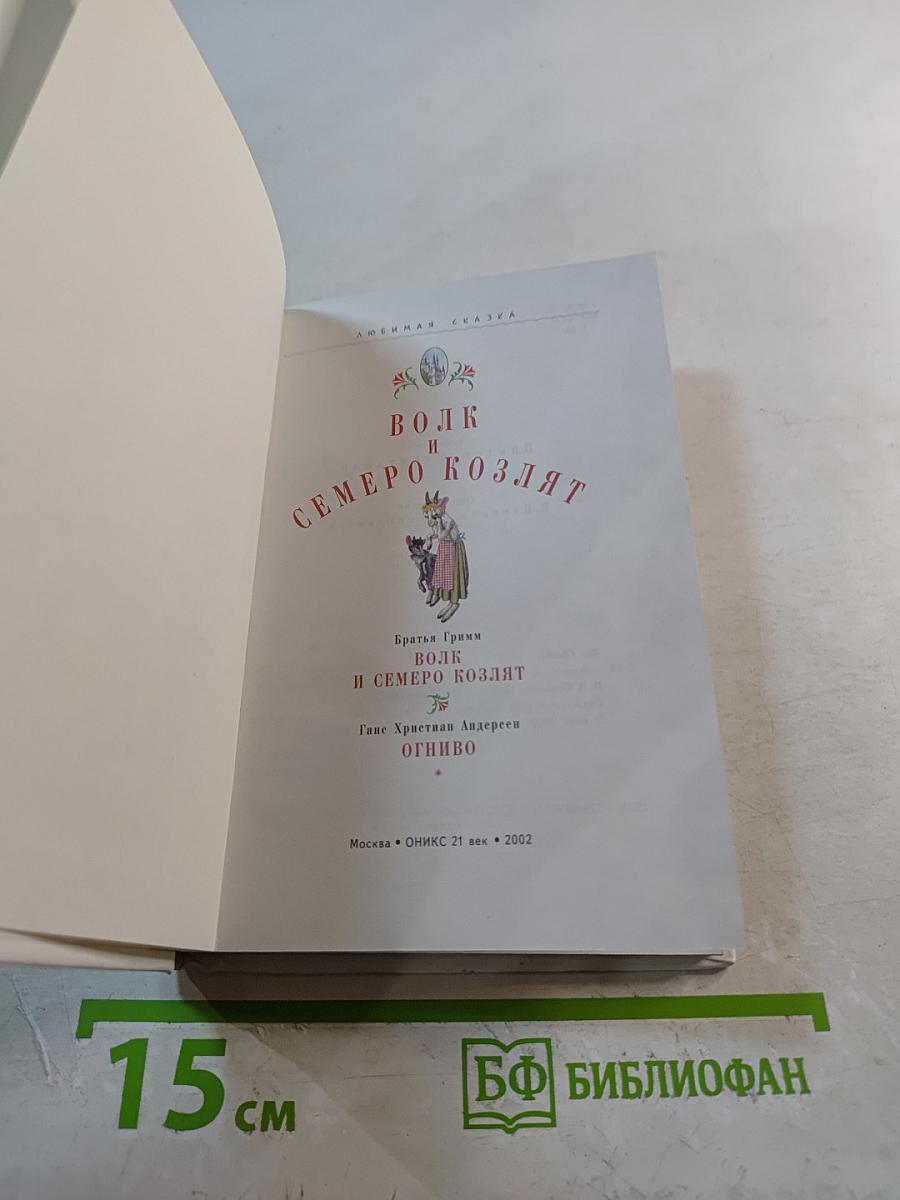 ЛЮБИМАЯ СКАЗКА
ВОЛК
И
СЕМЕРО КОЗЛЯТ
Братья Гримм
ВОЛК
И СЕМЕРО КОЗЛЯТ
Ганс Христиан Андерсен
ОГНИВО
Москва • ОНИКС 21 век • 2002
15 см
БФ БИБЛИОФАН